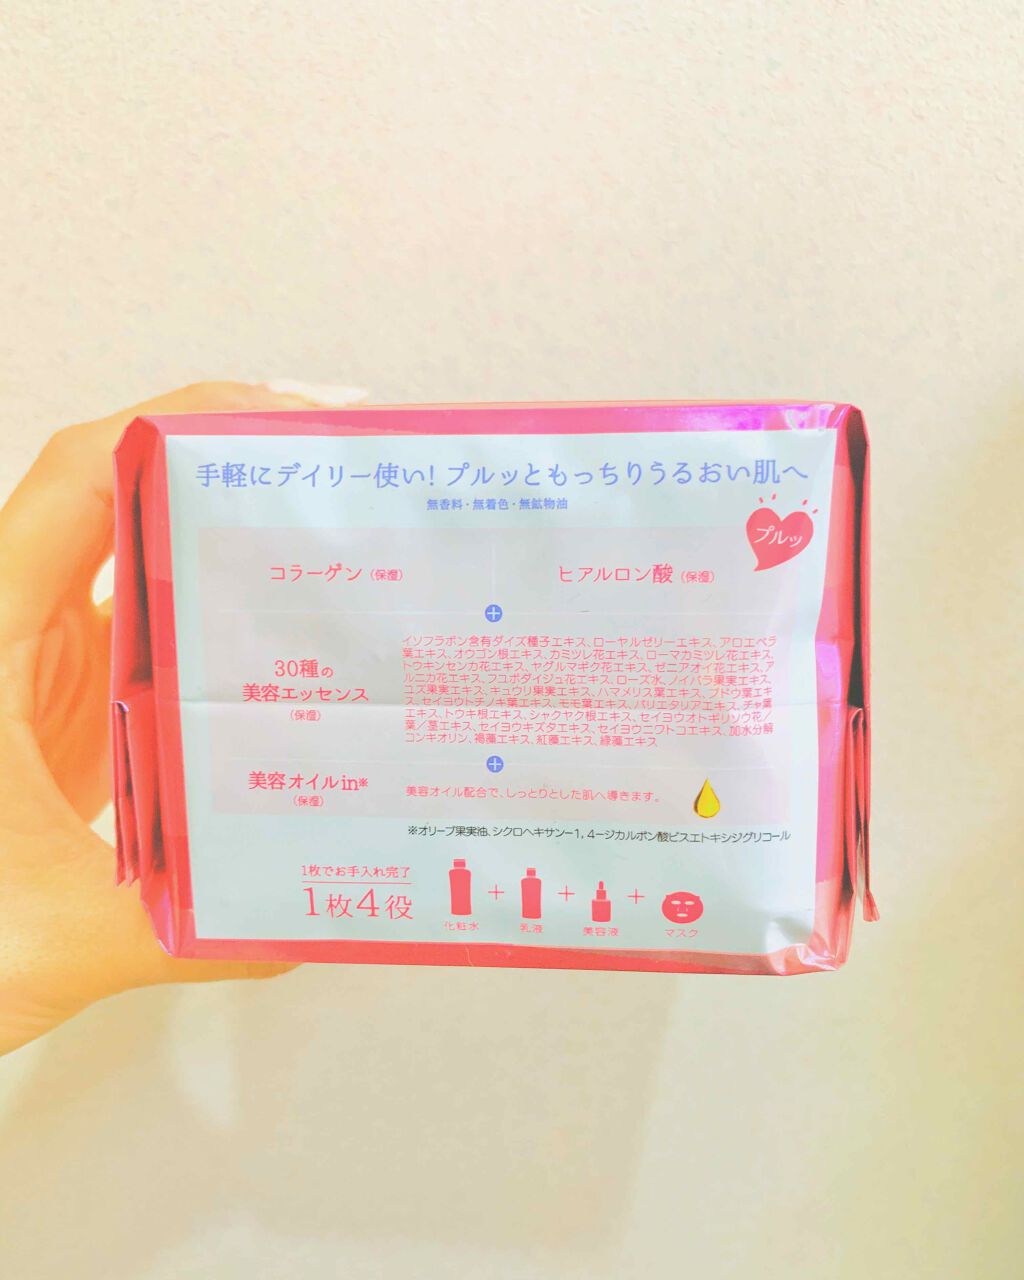 手軽にデイリー使い! プルッともっちりうるおい肌へ
無香料・無着色・無鉱物油
プルッ
コラーゲン(保湿)
ヒアルロン酸(保湿)
+
30種の
美容エッセンス
(保湿)
イソフラボン含有ダイズ種子エキス、ローヤルゼリーエキス、アロエベラ
葉エキス、オウゴン根エキス、カミツレ花エキス、ローマカミツレ花エキス、
トウキンセンカ花エキス、ヤグルマギク花エキス、ゼニアオイ花エキス、ア
ルニカ花エキス、フユボダイジュ花エキス、ローズ水、ノイバラ果実エキス、
ユズ果実エキス、キュウリ果実エキス、ハマメリス葉エキス、ブドウ葉エキ
ス、セイヨウトチノキ葉エキス、モモ葉エキス、パリエタリアエキス、チャ葉
エキス、トウキ根エキス、シャクヤク根エキス、セイヨウオトギリソウ花/
葉/茎エキス、セイヨウキズタエキス、セイヨウニワトコエキス、加水分解
コンキオリン、褐藻エキス、紅藻エキス、緑藻エキス
+
美容オイルin※
(保湿)
美容オイル配合で、しっとりとした肌へ導きます。
※オリーブ果実油、シクロヘキサン-1,4-ジカルボン酸ビスエトキシジグリコール
1枚でお手入れ完了
1枚4役
+ + +
化粧水 乳液 美容液 マスク